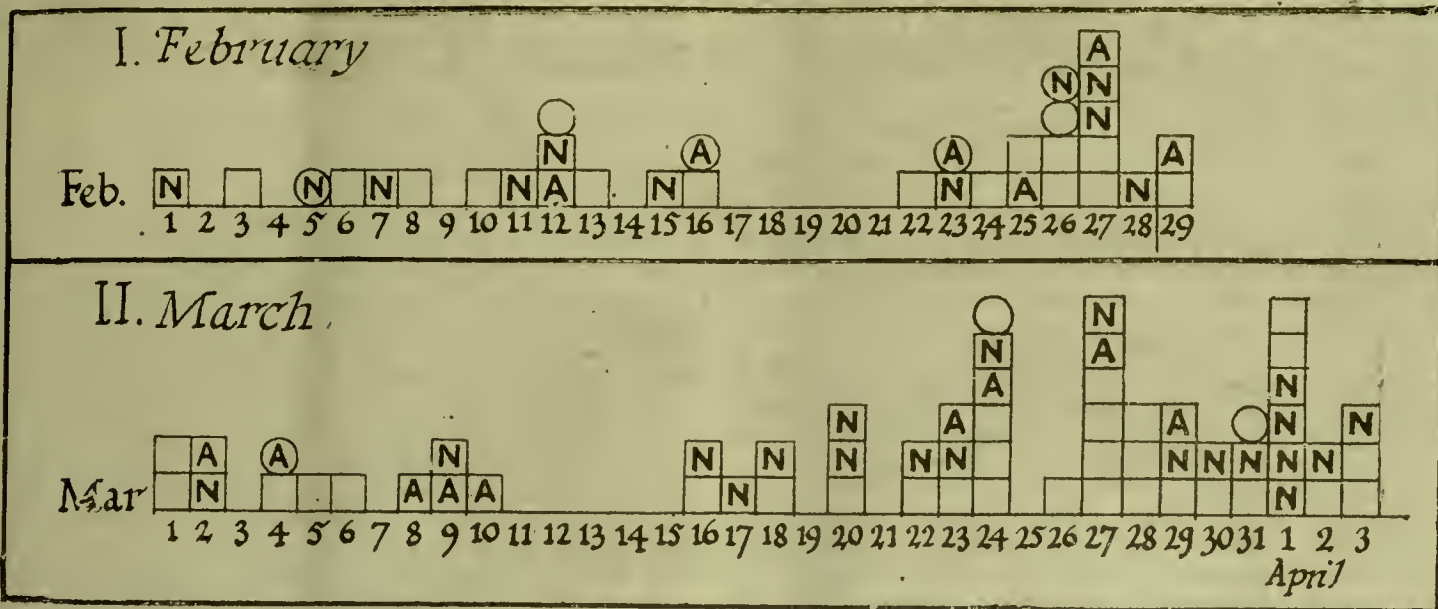 I. February
A
N N
N
N A A A
Feb. N N N N A N N A N
1 2 3 4 5 6 7 8 9 10 11 12 13 14 15 16 17 18 19 20 21 22 23 24 25 26 27 28 29
II. March
N
N A
A N
N A A N N
A A N N N N N N N N N N N
Mar N A A A N N
1 2 3 4 5 6 7 8 9 10 11 12 13 14 15 16 17 18 19 20 21 22 23 24 25 26 27 28 29 30 31 1 2 3
April